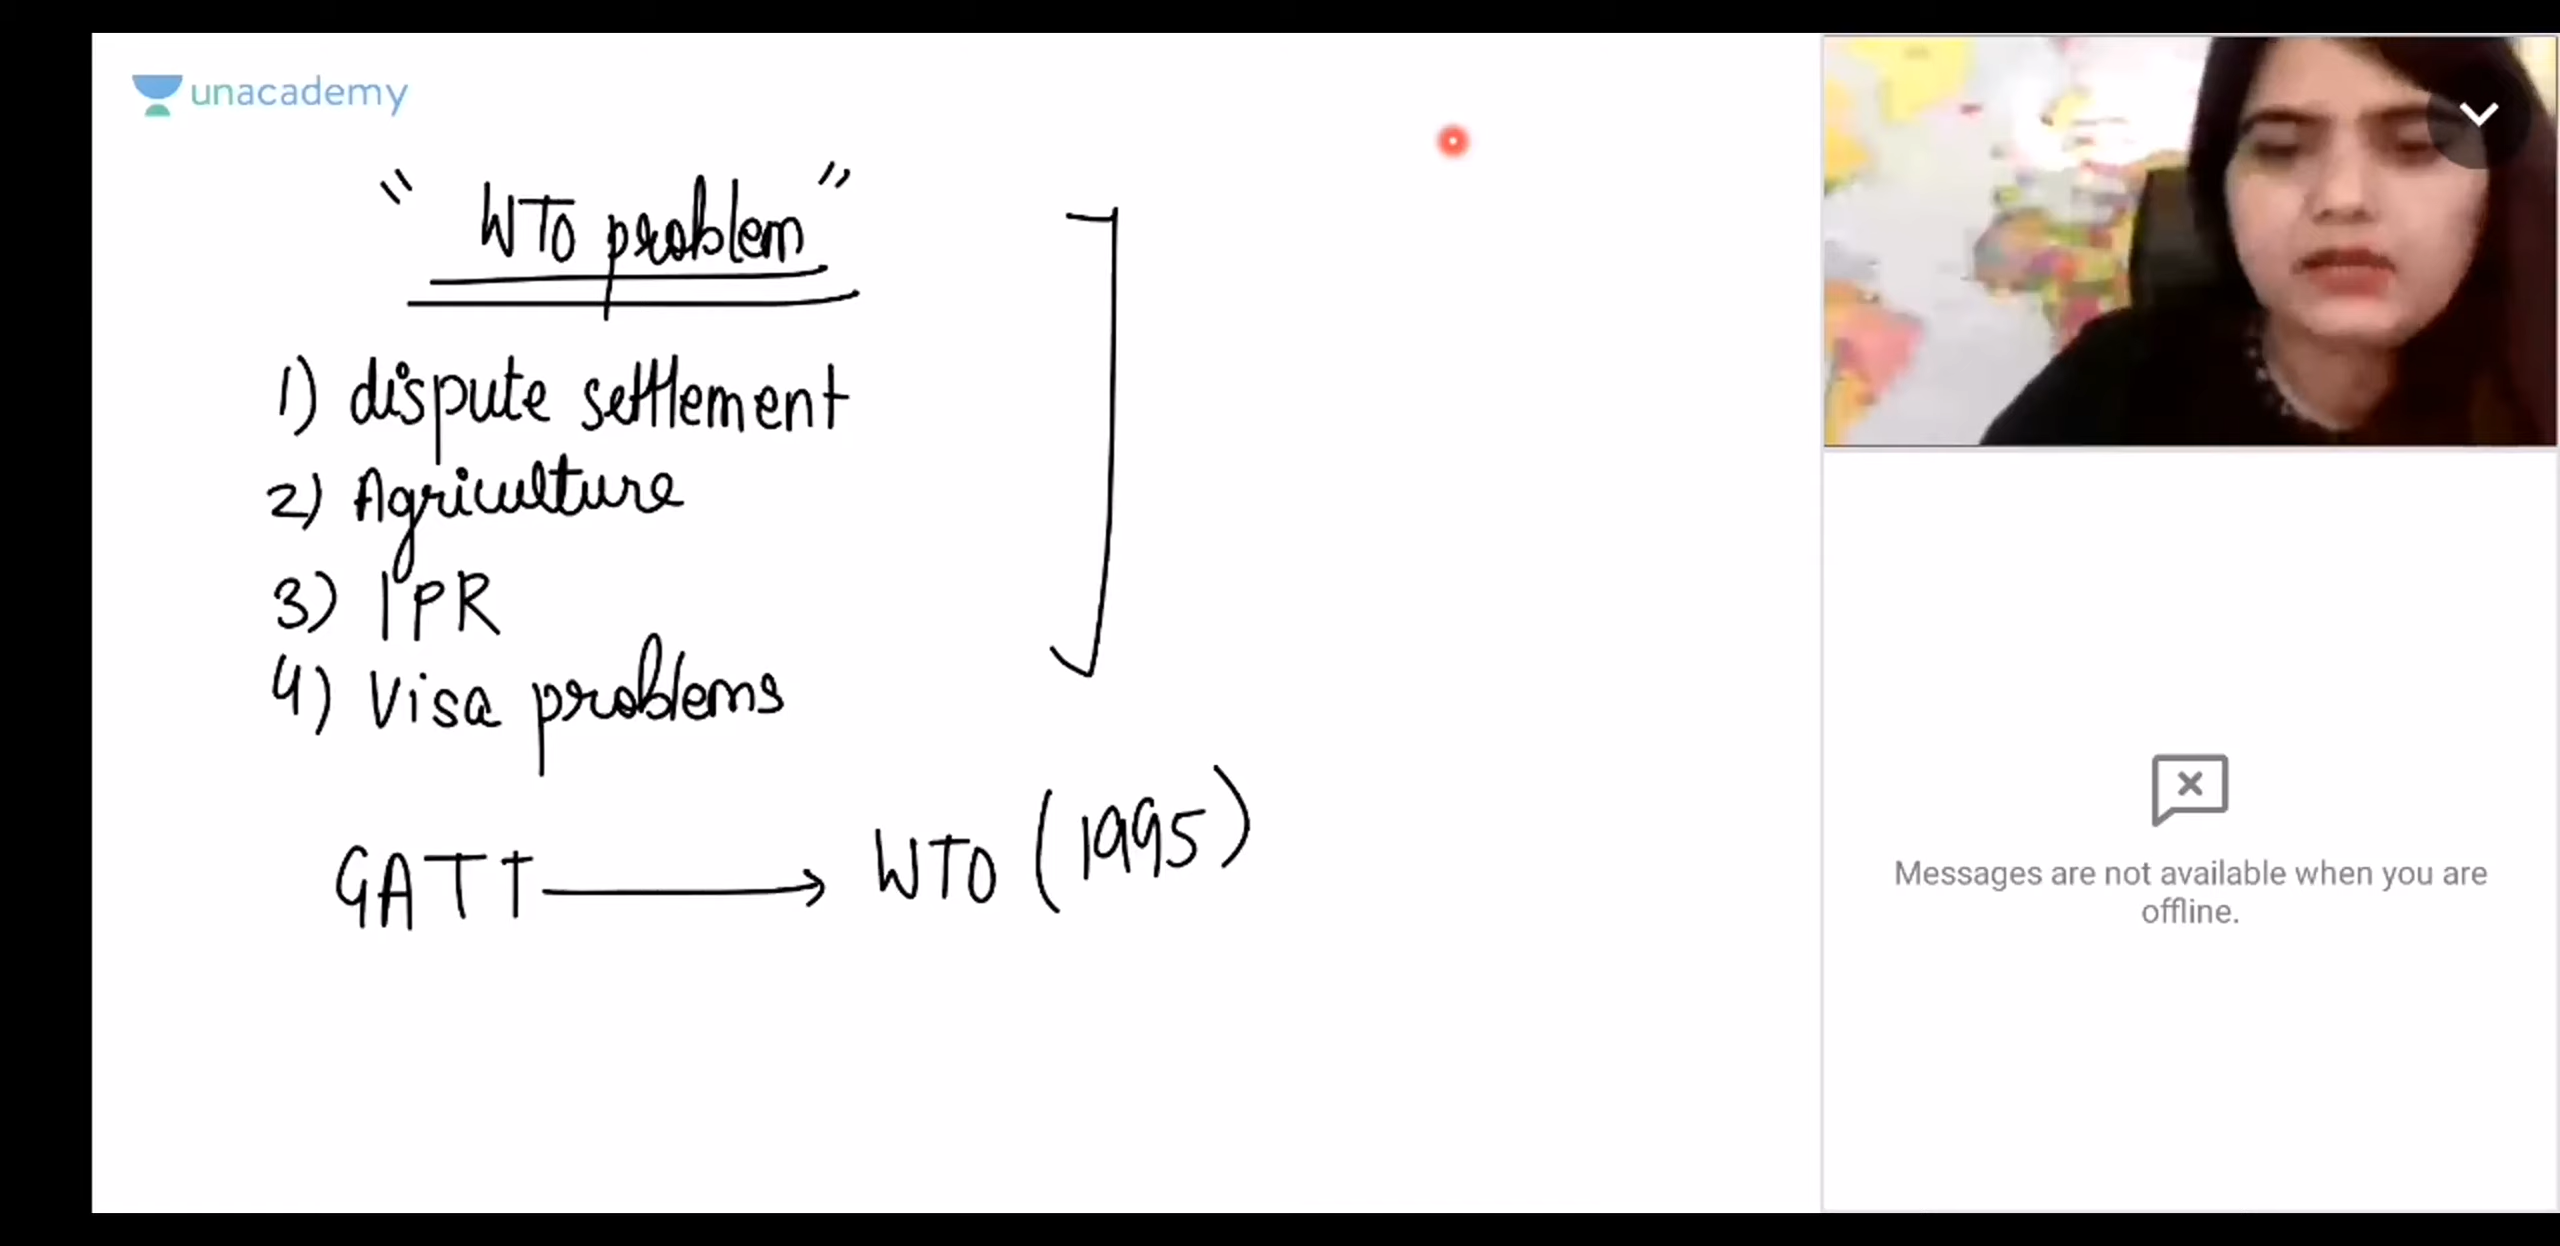 unacademy
" WTO problem "
1) dispute settlement
2) Agriculture
3) IPR
4) Visa problems
GATT → WTO (1995)
Messages are not available when you are
offline.